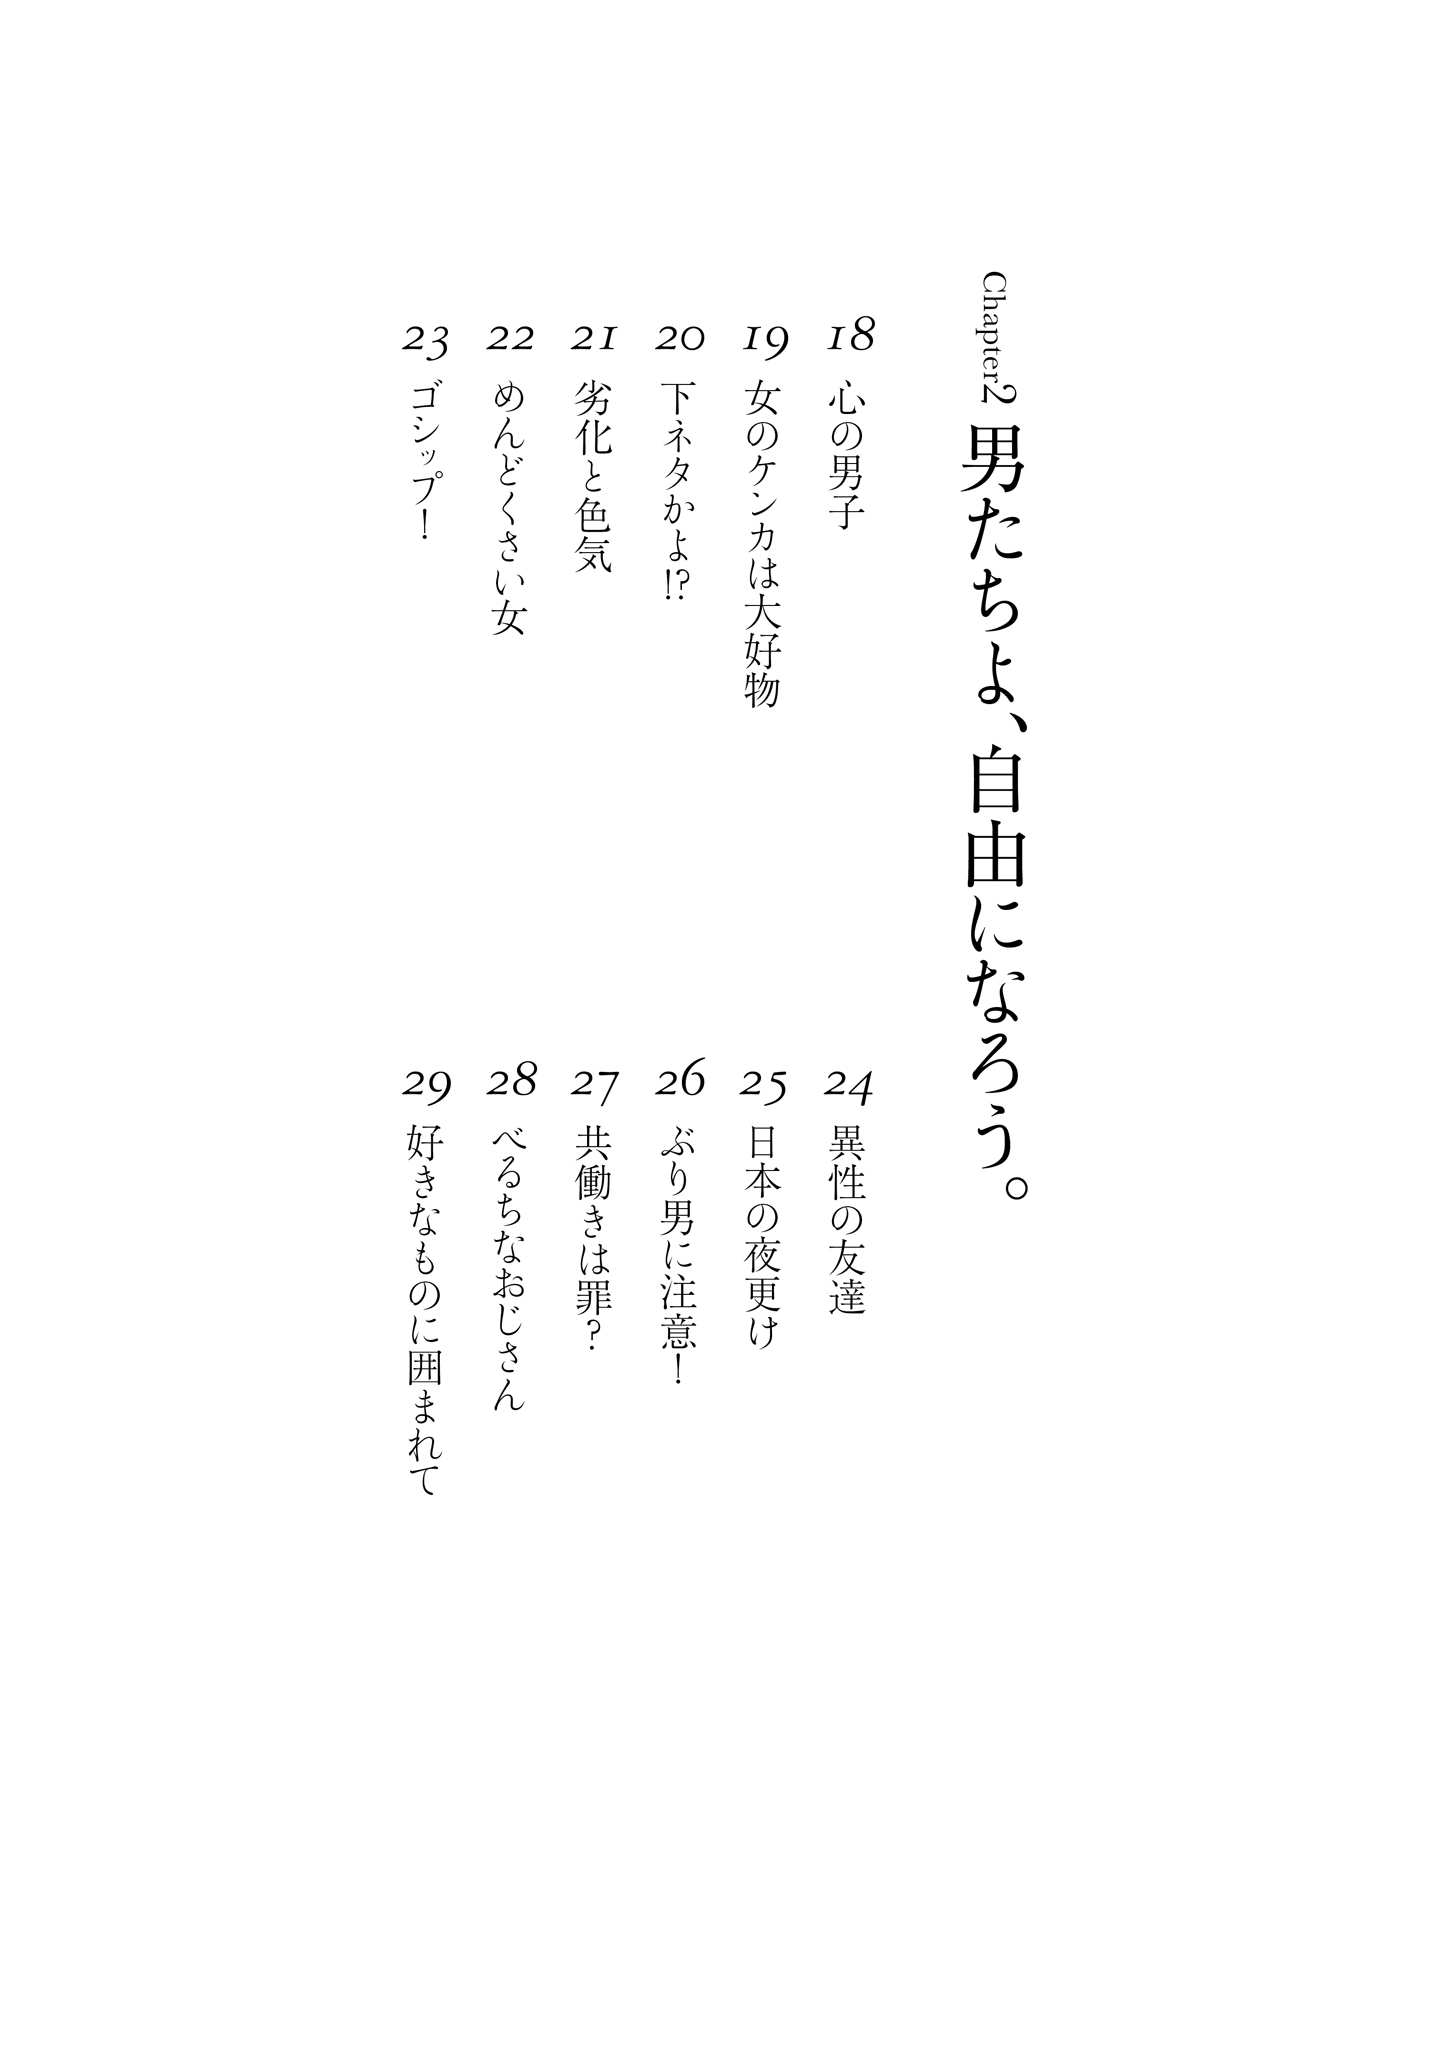 Chapter2 男たちよ、自由になろう。
18 心の男子
19 女のケンカは大好物
20 下ネタかよ!?
21 劣化と色気
22 めんどくさい女
23 ゴシップ！
24 異性の友達
25 日本の夜更け
26 ぶり男に注意！
27 共働きは罪？
28 べるちなおじさん
29 好きなものに囲まれて